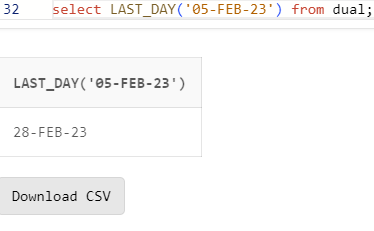 32 select LAST_DAY('05-FEB-23') from dual;
LAST_DAY('05-FEB-23')
28-FEB-23
Download CSV